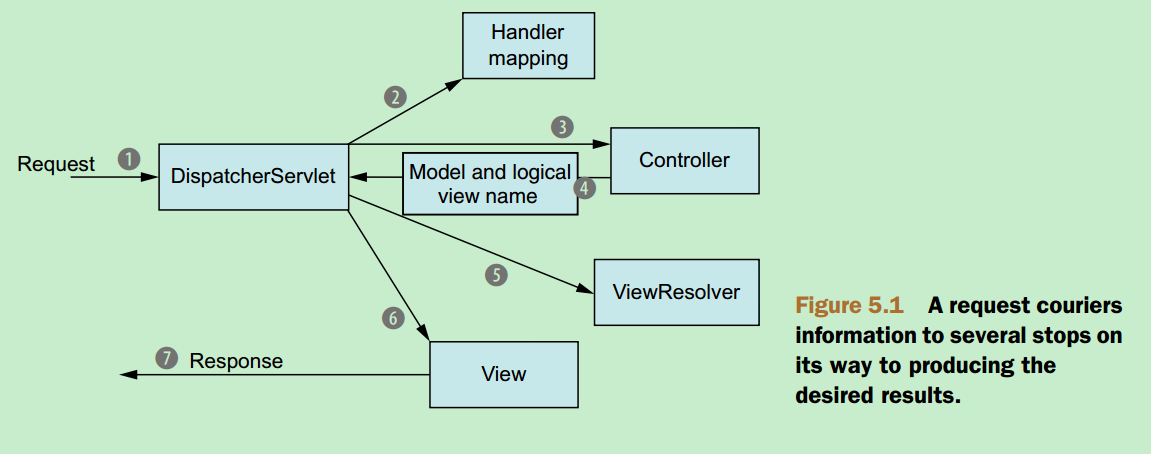 Handler
mapping
2
3
Request 1
DispatcherServlet
Model and logical
view name
4
Controller
5
ViewResolver
6
7 Response
View
Figure 5.1 A request couriers
information to several stops on
its way to producing the
desired results.